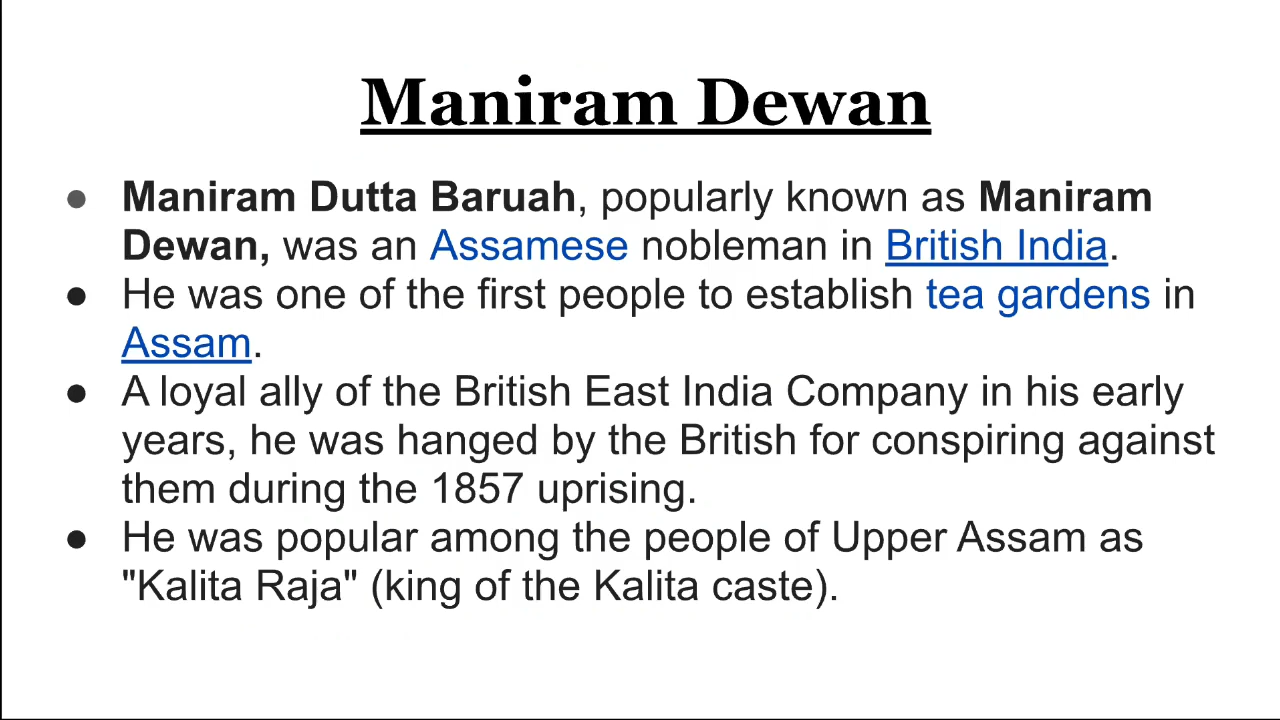 Maniram Dewan
● Maniram Dutta Baruah, popularly known as Maniram
Dewan, was an Assamese nobleman in British India.
● He was one of the first people to establish tea gardens in
Assam.
● A loyal ally of the British East India Company in his early
years, he was hanged by the British for conspiring against
them during the 1857 uprising.
● He was popular among the people of Upper Assam as
"Kalita Raja" (king of the Kalita caste).